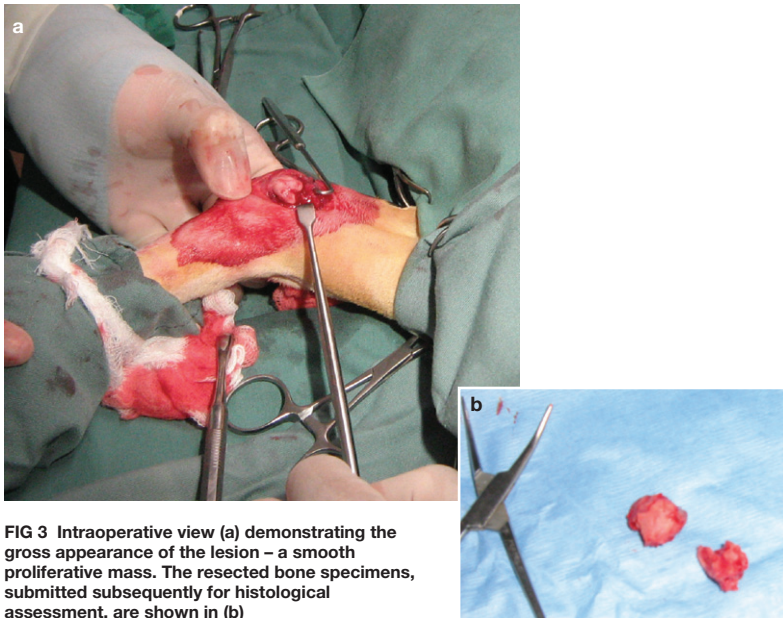 a
b
FIG 3 Intraoperative view (a) demonstrating the
gross appearance of the lesion – a smooth
proliferative mass. The resected bone specimens,
submitted subsequently for histological
assessment, are shown in (b)